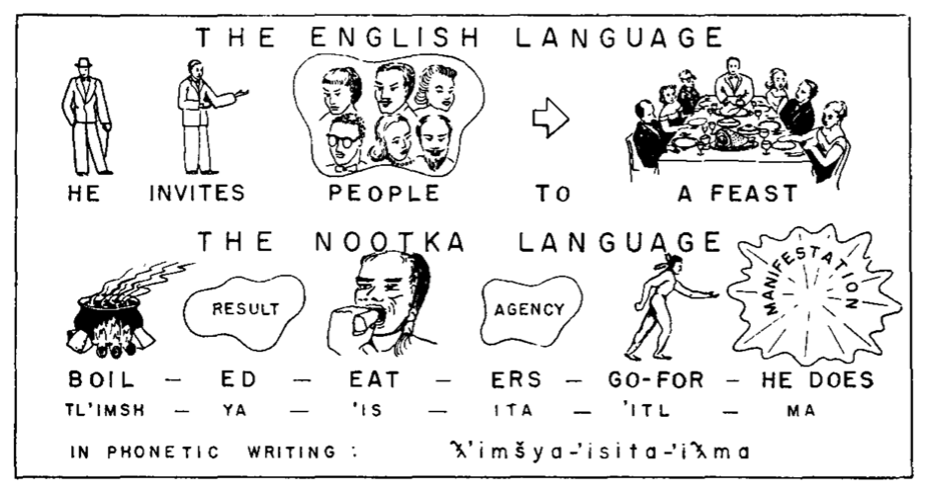 THE ENGLISH LANGUAGE
HE INVITES PEOPLE TO A FEAST
THE NOOTKA LANGUAGE
RESULT AGENCY MANIFESTATION
BOIL — ED — EAT — ERS — GO-FOR — HE DOES
TL'IMSH — YA — 'IS — ITA — 'ITL — MA
IN PHONETIC WRITING : ƛ'imšya-'isita-'iƛma